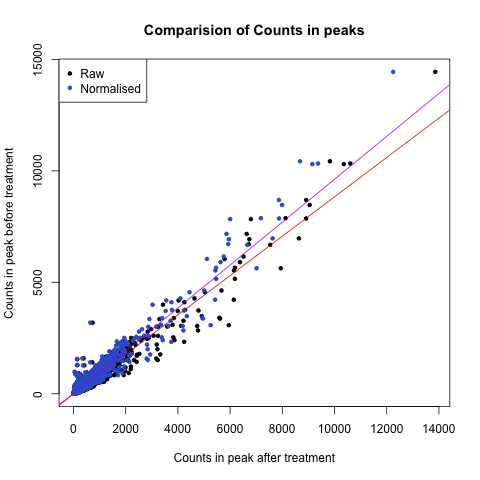 Comparision of Counts in peaks
Raw
Normalised
Counts in peak before treatment
15000
10000
5000
0
0 2000 4000 6000 8000 10000 12000 14000
Counts in peak after treatment